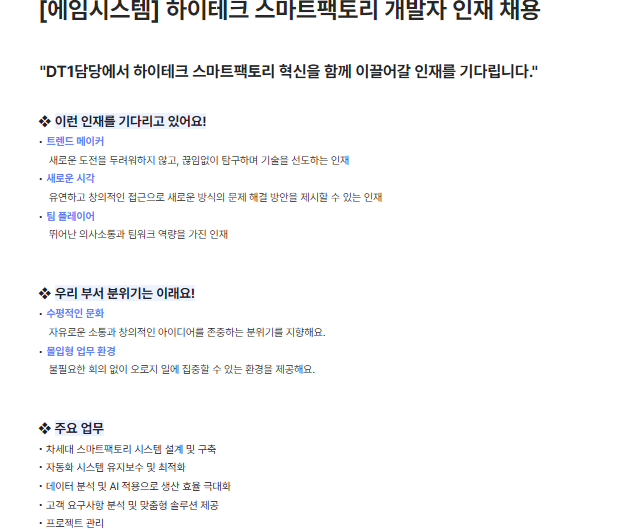 [에임시스템] 하이테크 스마트팩토리 개발자 인재 채용
"DT1담당에서 하이테크 스마트팩토리 혁신을 함께 이끌어갈 인재를 기다립니다."
❖ 이런 인재를 기다리고 있어요!
· 트렌드 메이커
새로운 도전을 두려워하지 않고, 끊임없이 탐구하며 기술을 선도하는 인재
· 새로운 시각
유연하고 창의적인 접근으로 새로운 방식의 문제 해결 방안을 제시할 수 있는 인재
· 팀 플레이어
뛰어난 의사소통과 팀워크 역량을 가진 인재
❖ 우리 부서 분위기는 이래요!
· 수평적인 문화
자유로운 소통과 창의적인 아이디어를 존중하는 분위기를 지향해요.
· 몰입형 업무 환경
불필요한 회의 없이 오로지 일에 집중할 수 있는 환경을 제공해요.
❖ 주요 업무
· 차세대 스마트팩토리 시스템 설계 및 구축
· 자동화 시스템 유지보수 및 최적화
· 데이터 분석 및 AI 적용으로 생산 효율 극대화
· 고객 요구사항 분석 및 맞춤형 솔루션 제공
· 프로젝트 관리